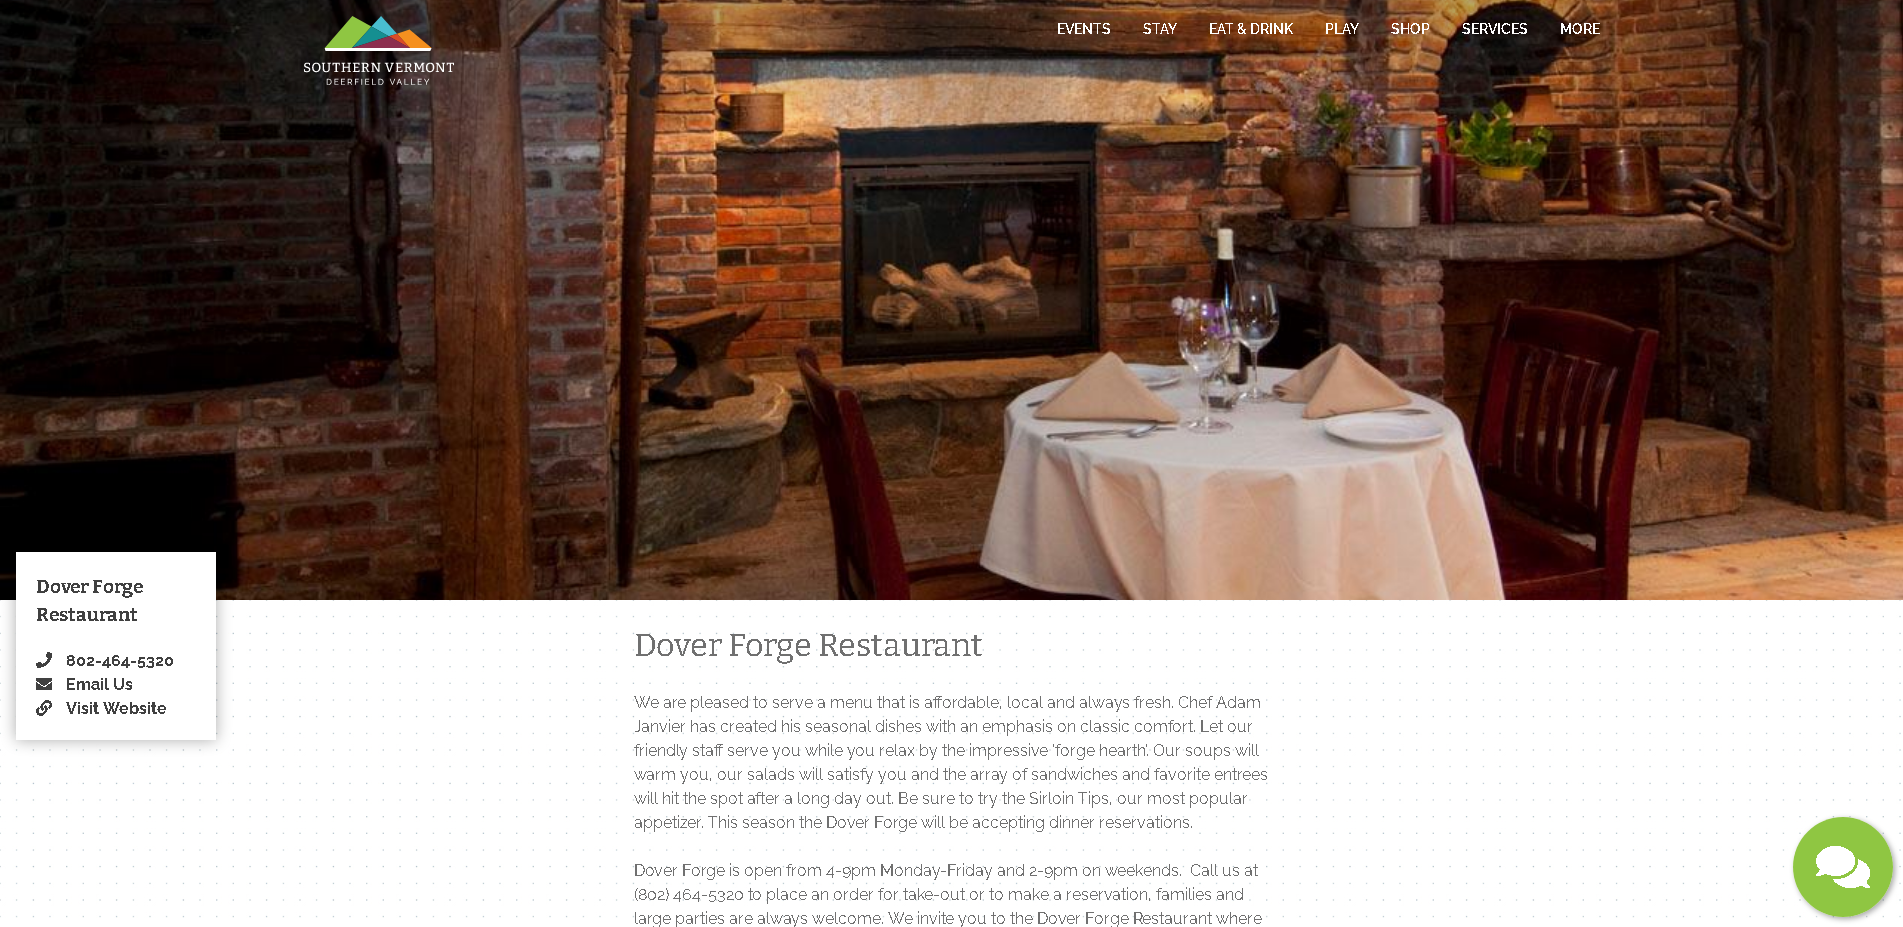 SOUTHERN VERMONT
DEERFIELD VALLEY
EVENTS STAY EAT & DRINK PLAY SHOP SERVICES MORE
Dover Forge
Restaurant
802-464-5320
Email Us
Visit Website
Dover Forge Restaurant
We are pleased to serve a menu that is affordable, local and always fresh. Chef Adam
Janvier has created his seasonal dishes with an emphasis on classic comfort. Let our
friendly staff serve you while you relax by the impressive ‘forge hearth’. Our soups will
warm you, our salads will satisfy you and the array of sandwiches and favorite entrees
will hit the spot after a long day out. Be sure to try the Sirloin Tips, our most popular
appetizer. This season the Dover Forge will be accepting dinner reservations.
Dover Forge is open from 4-9pm Monday-Friday and 2-9pm on weekends. Call us at
(802) 464-5320 to place an order for take-out or to make a reservation, families and
large parties are always welcome. We invite you to the Dover Forge Restaurant where